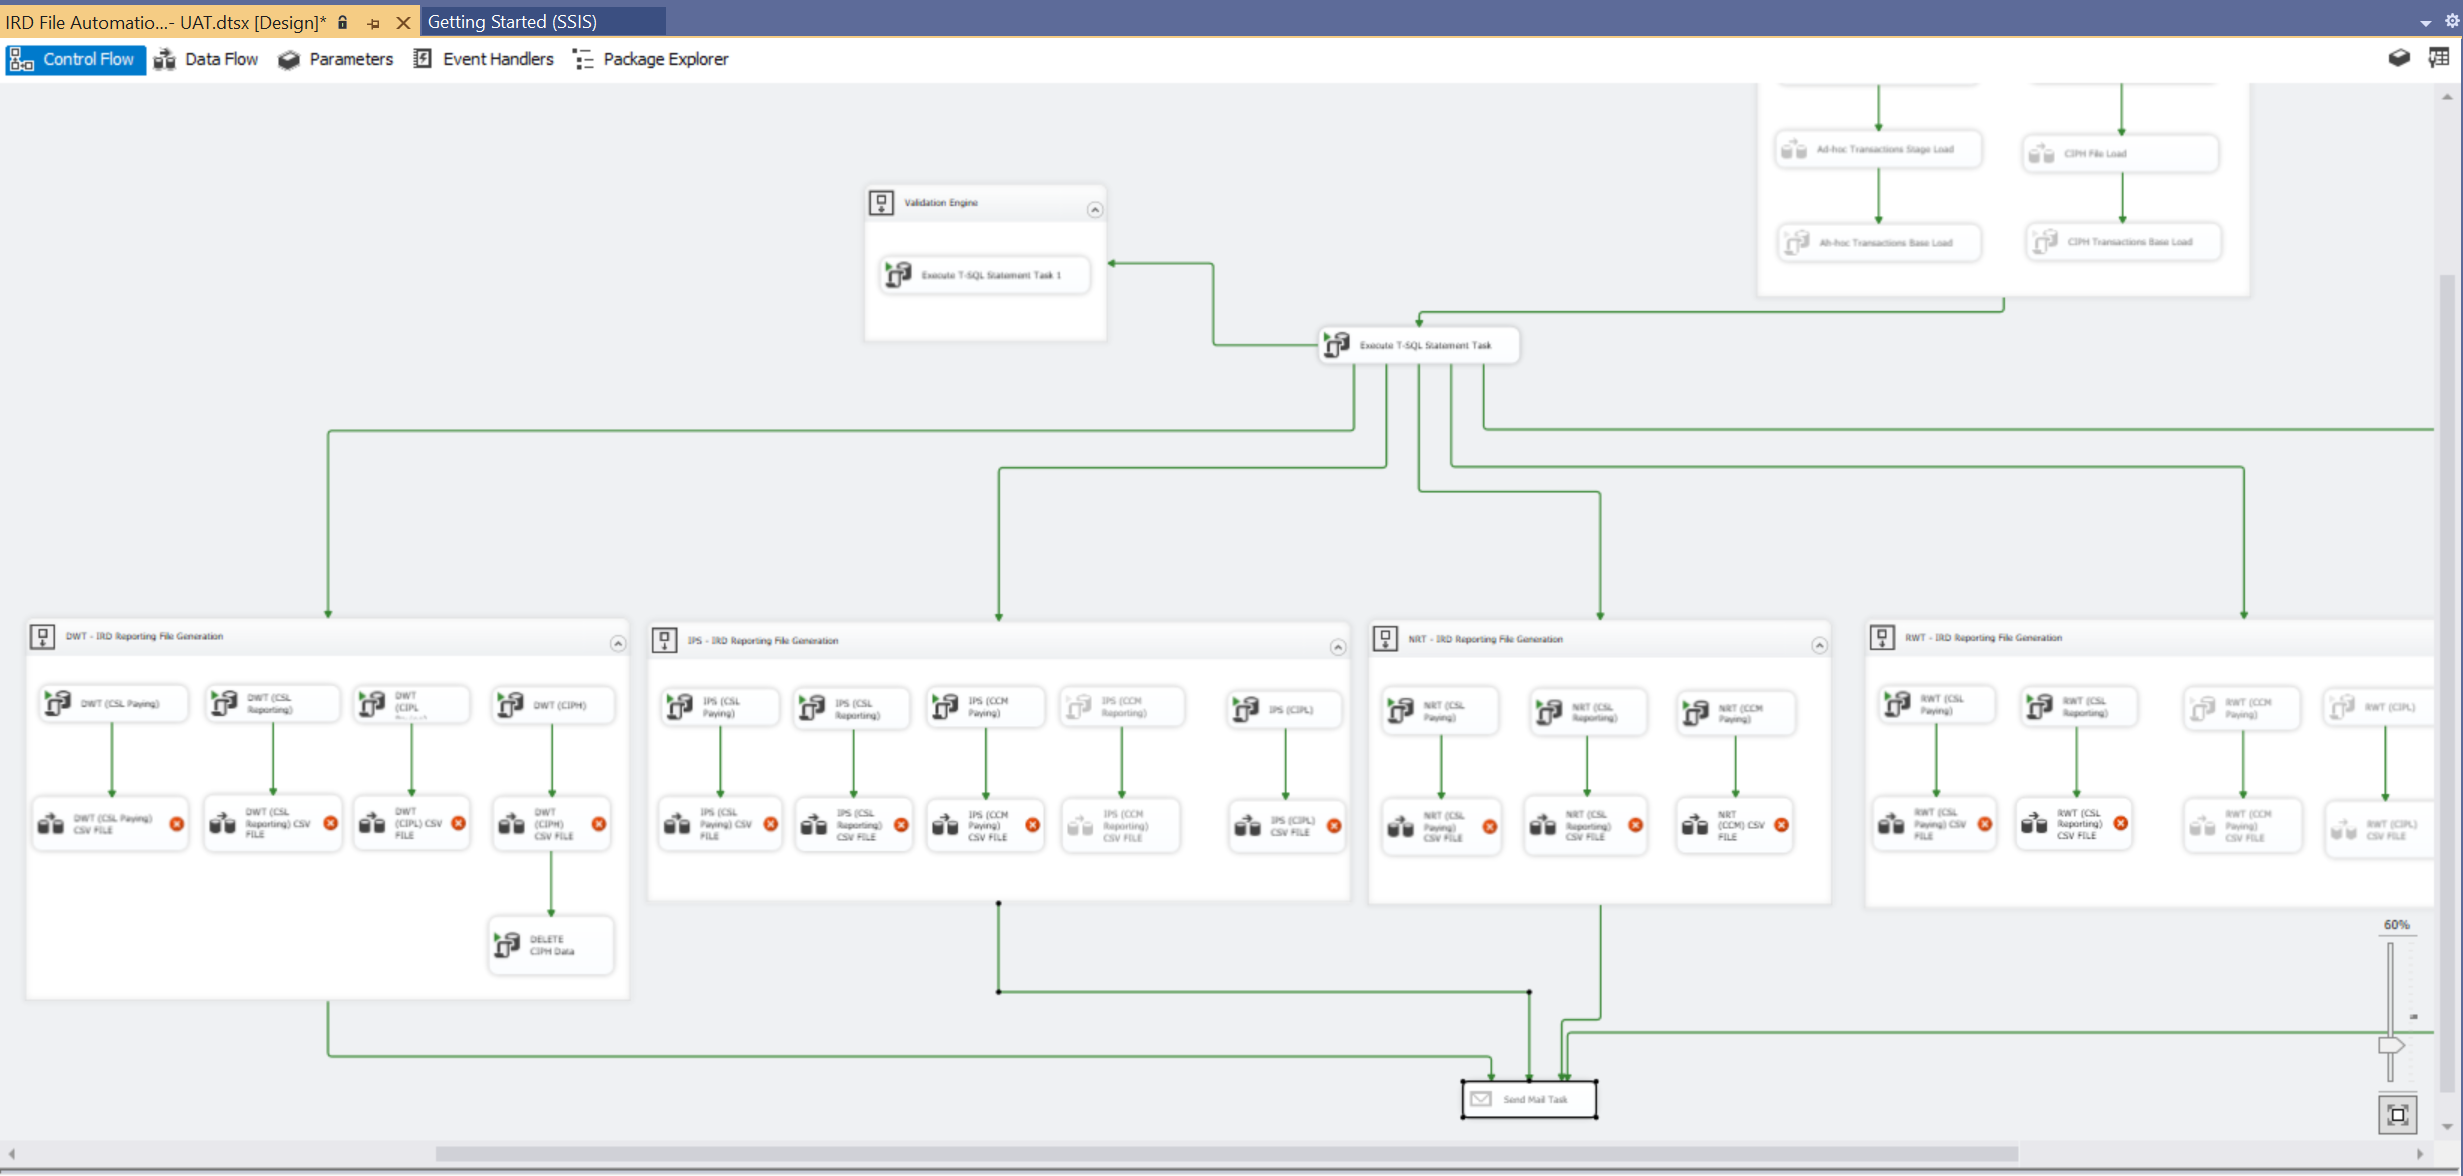 IRD File Automatio...- UAT.dtsx [Design]*
Getting Started (SSIS)
Control Flow
Data Flow
Parameters
Event Handlers
Package Explorer
Ad-hoc Transactions Stage Load
CIPH File Load
Ah-hoc Transactions Base Load
CIPH Transactions Base Load
Validation Engine
Execute T-SQL Statement Task 1
Execute T-SQL Statement Task
DWT - IRD Reporting File Generation
DWT (CSL Paying)
DWT (CSL
Reporting)
DWT
(CIPL
DWT (CIPH)
DWT (CSL Paying)
CSV FILE
DWT (CSL
Reporting) CSV
FILE
DWT
(CIPL) CSV
FILE
DWT
(CIPH)
CSV FILE
DELETE
CIPH Data
IPS - IRD Reporting File Generation
IPS (CSL
Paying)
IPS (CSL
Reporting)
IPS (CCM
Paying)
IPS (CCM
Reporting)
IPS (CIPL)
IPS (CSL
Paying) CSV
FILE
IPS (CSL
Reporting)
CSV FILE
IPS (CCM
Paying)
CSV FILE
IPS (CCM
Reporting)
CSV FILE
IPS (CIPL)
CSV FILE
NRT - IRD Reporting File Generation
NRT (CSL
Paying)
NRT (CSL
Reporting)
NRT (CCM
Paying)
NRT (CSL
Paying)
CSV FILE
NRT (CSL
Reporting)
CSV FILE
NRT
(CCM) CSV
FILE
RWT - IRD Reporting File Generation
RWT (CSL
Paying)
RWT (CSL
Reporting)
RWT (CCM
Paying)
RWT (CIPL)
RWT (CSL
Paying) CSV
FILE
RWT (CSL
Reporting)
CSV FILE
RWT (CCM
Paying)
CSV FILE
RWT (CIPL)
CSV FILE
60%
Send Mail Task